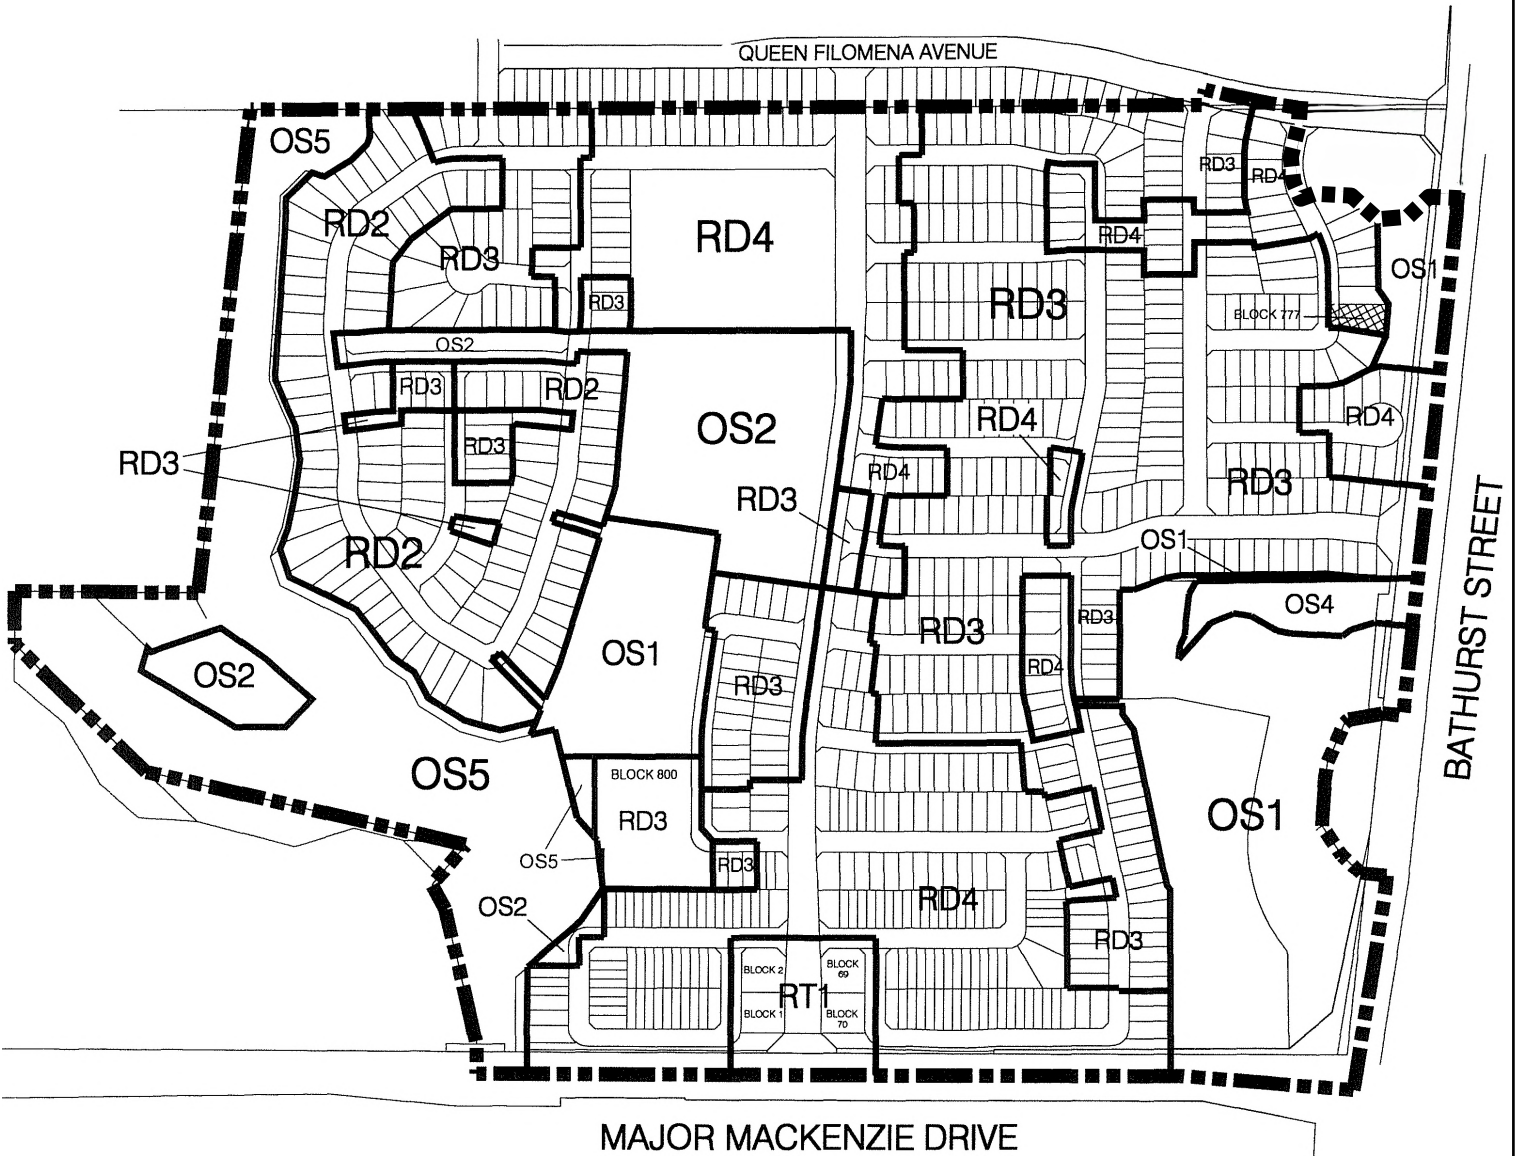 QUEEN FILOMENA AVENUE
OS5
RD3
RD4
RD2
RD4
RD4
RD3
OS1
RD3
RD3
RD3
BLOCK 777
OS2
RD3
RD2
RD4
RD4
OS2
RD3
RD3
RD4
RD3
RD3
RD2
OS1
BATHURST STREET
OS4
RD3
RD3
OS1
RD4
OS2
RD3
OS5
BLOCK 800
RD3
OS1
OS5
RD3
RD4
OS2
RD3
BLOCK 2
BLOCK
69
RT1
BLOCK 1
BLOCK
70
MAJOR MACKENZIE DRIVE